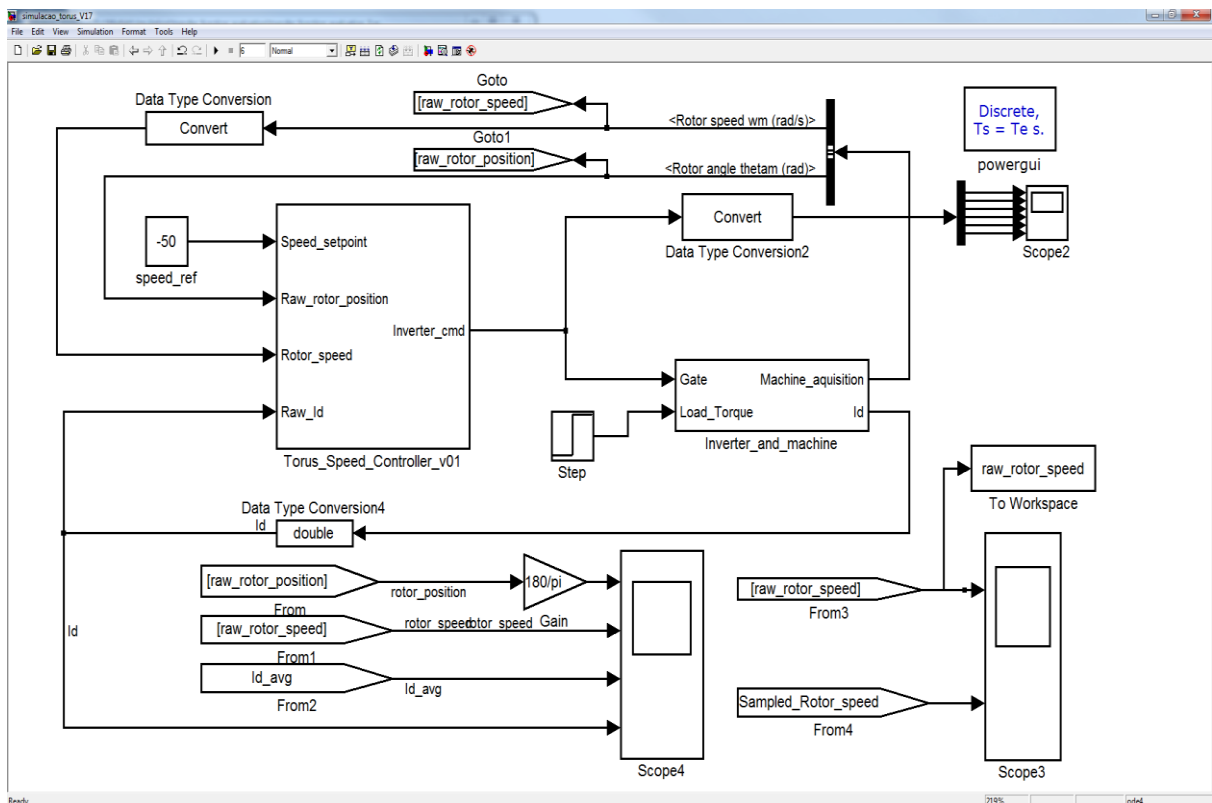 simulacao_torus_V17
File Edit View Simulation Format Tools Help
6 Normal
Goto
[raw_rotor_speed]
Data Type Conversion
Convert
<Rotor speed wm (rad/s)>
Goto1
[raw_rotor_position]
<Rotor angle thetam (rad)>
Discrete,
Ts = Te s.
powergui
Convert
Data Type Conversion2
Scope2
-50
speed_ref
Speed_setpoint
Raw_rotor_position
Rotor_speed
Raw_Id
Inverter_cmd
Torus_Speed_Controller_v01
Gate
Load_Torque
Machine_aquisition
Id
Inverter_and_machine
Step
raw_rotor_speed
To Workspace
Data Type Conversion4
Id
double
[raw_rotor_position]
From
rotor_position
180/pi
Gain
[raw_rotor_speed]
From1
rotor_speed
rotor_speed
Id
Id_avg
From2
Id_avg
Scope4
[raw_rotor_speed]
From3
Sampled_Rotor_speed
From4
Scope3
Ready
219%
ode4